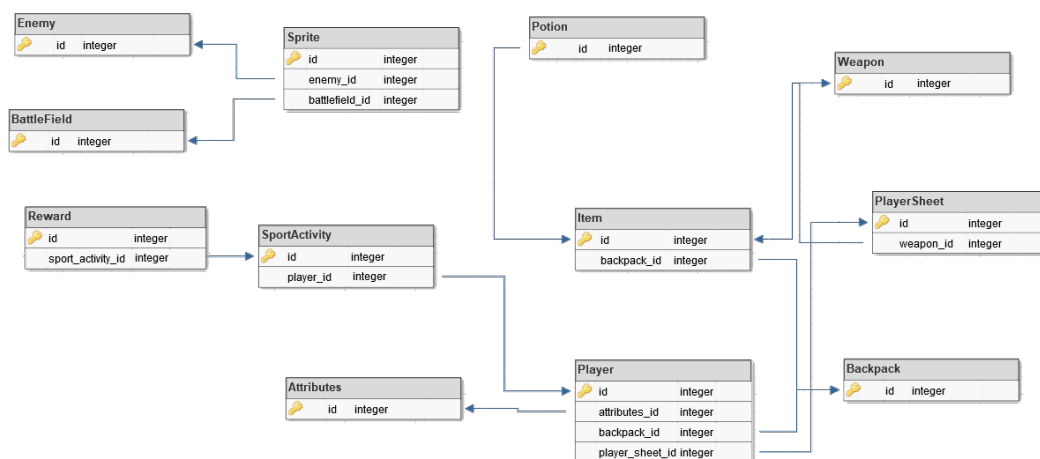 Enemy
id integer
Sprite
id integer
enemy_id integer
battlefield_id integer
Potion
id integer
Weapon
id integer
BattleField
id integer
Reward
id integer
sport_activity_id integer
SportActivity
id integer
player_id integer
Item
id integer
backpack_id integer
PlayerSheet
id integer
weapon_id integer
Attributes
id integer
Player
id integer
attributes_id integer
backpack_id integer
player_sheet_id integer
Backpack
id integer